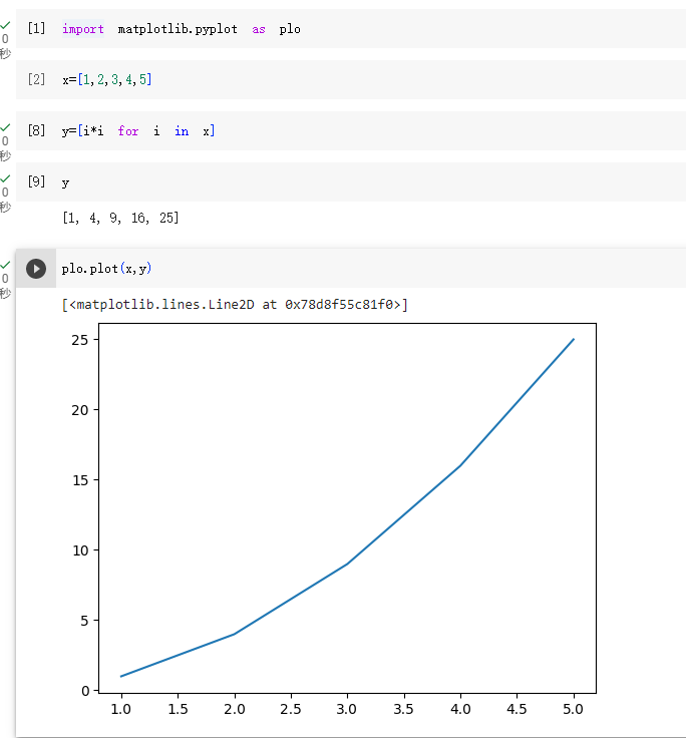 [1] import matplotlib.pyplot as plo
0
秒
[2] x=[1,2,3,4,5]
[8] y=[i*i for i in x]
0
秒
[9] y
0
秒
[1, 4, 9, 16, 25]
plo.plot(x,y)
0
秒
[<matplotlib.lines.Line2D at 0x78d8f55c81f0>]
25
20
15
10
5
0
1.0 1.5 2.0 2.5 3.0 3.5 4.0 4.5 5.0